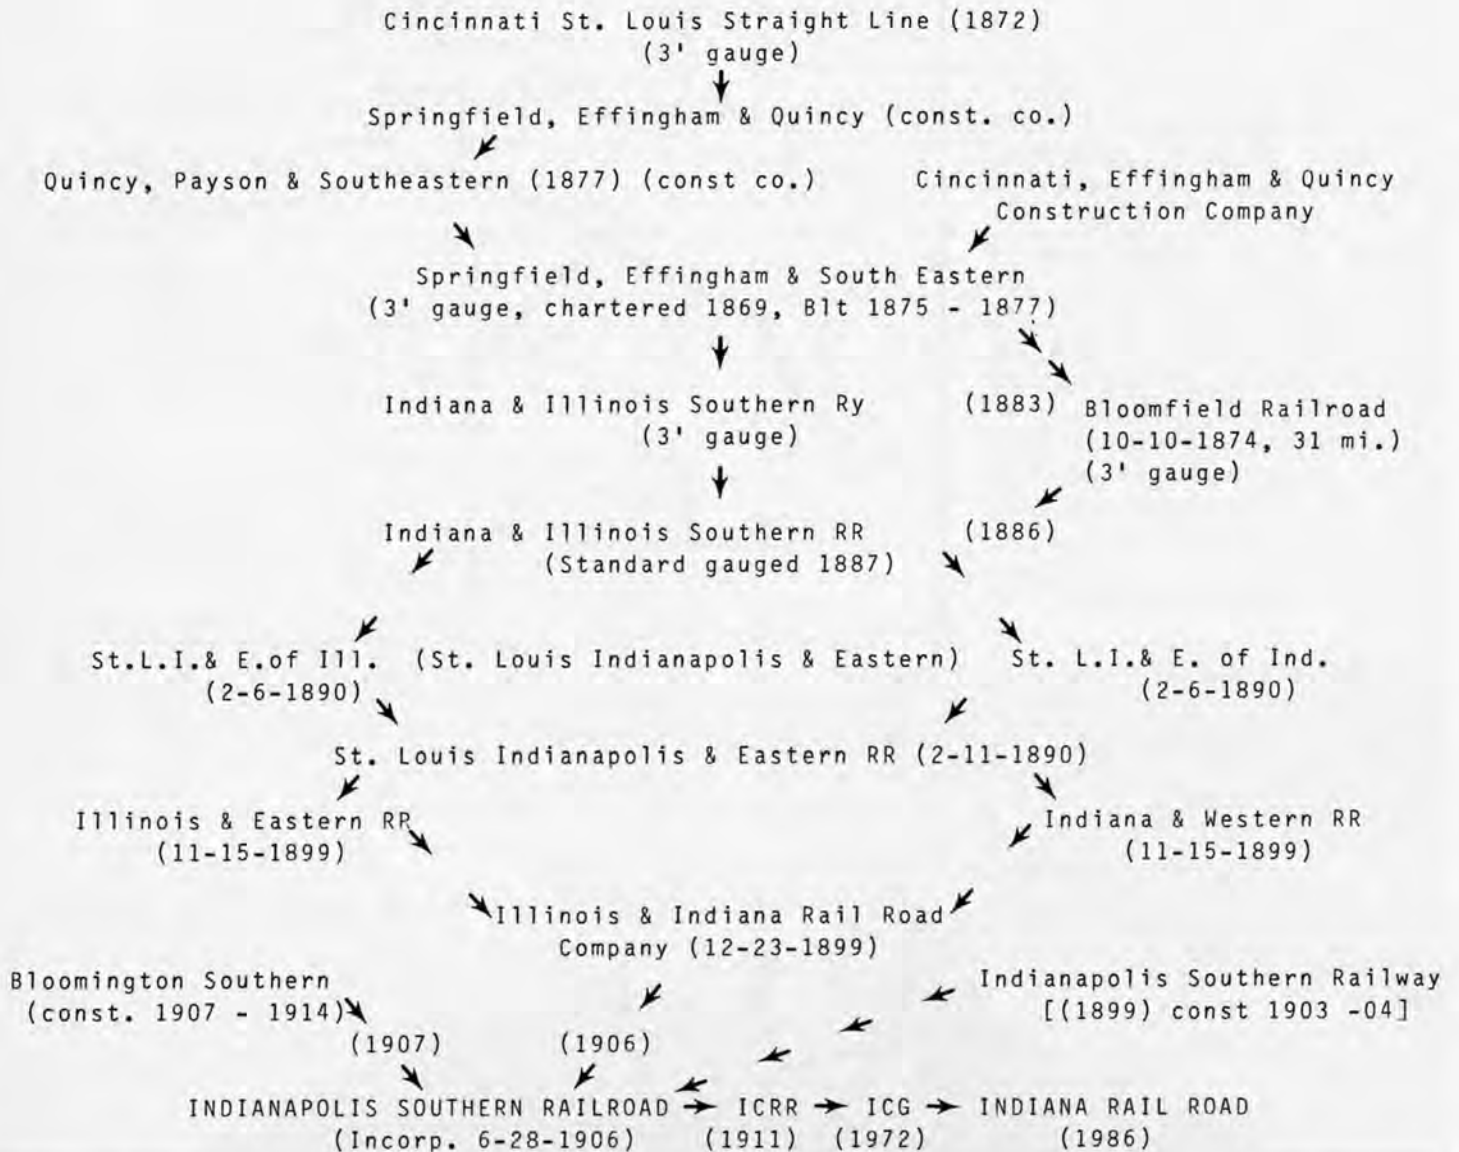 Cincinnati St. Louis Straight Line (1872)
(3' gauge)
Springfield, Effingham & Quincy (const. co.)
Quincy, Payson & Southeastern (1877) (const co.)
Cincinnati, Effingham & Quincy
Construction Company
Springfield, Effingham & South Eastern
(3' gauge, chartered 1869, Blt 1875 - 1877)
Indiana & Illinois Southern Ry (1883)
(3' gauge)
Bloomfield Railroad
(10-10-1874, 31 mi.)
(3' gauge)
Indiana & Illinois Southern RR (1886)
(Standard gauged 1887)
St.L.I.& E.of Ill. (St. Louis Indianapolis & Eastern) St. L.I.& E. of Ind.
(2-6-1890) (2-6-1890)
St. Louis Indianapolis & Eastern RR (2-11-1890)
Illinois & Eastern RR
(11-15-1899)
Indiana & Western RR
(11-15-1899)
Illinois & Indiana Rail Road
Company (12-23-1899)
Bloomington Southern
(const. 1907 - 1914)
Indianapolis Southern Railway
[(1899) const 1903 -04]
(1907) (1906)
INDIANAPOLIS SOUTHERN RAILROAD → ICRR → ICG → INDIANA RAIL ROAD
(Incorp. 6-28-1906) (1911) (1972) (1986)